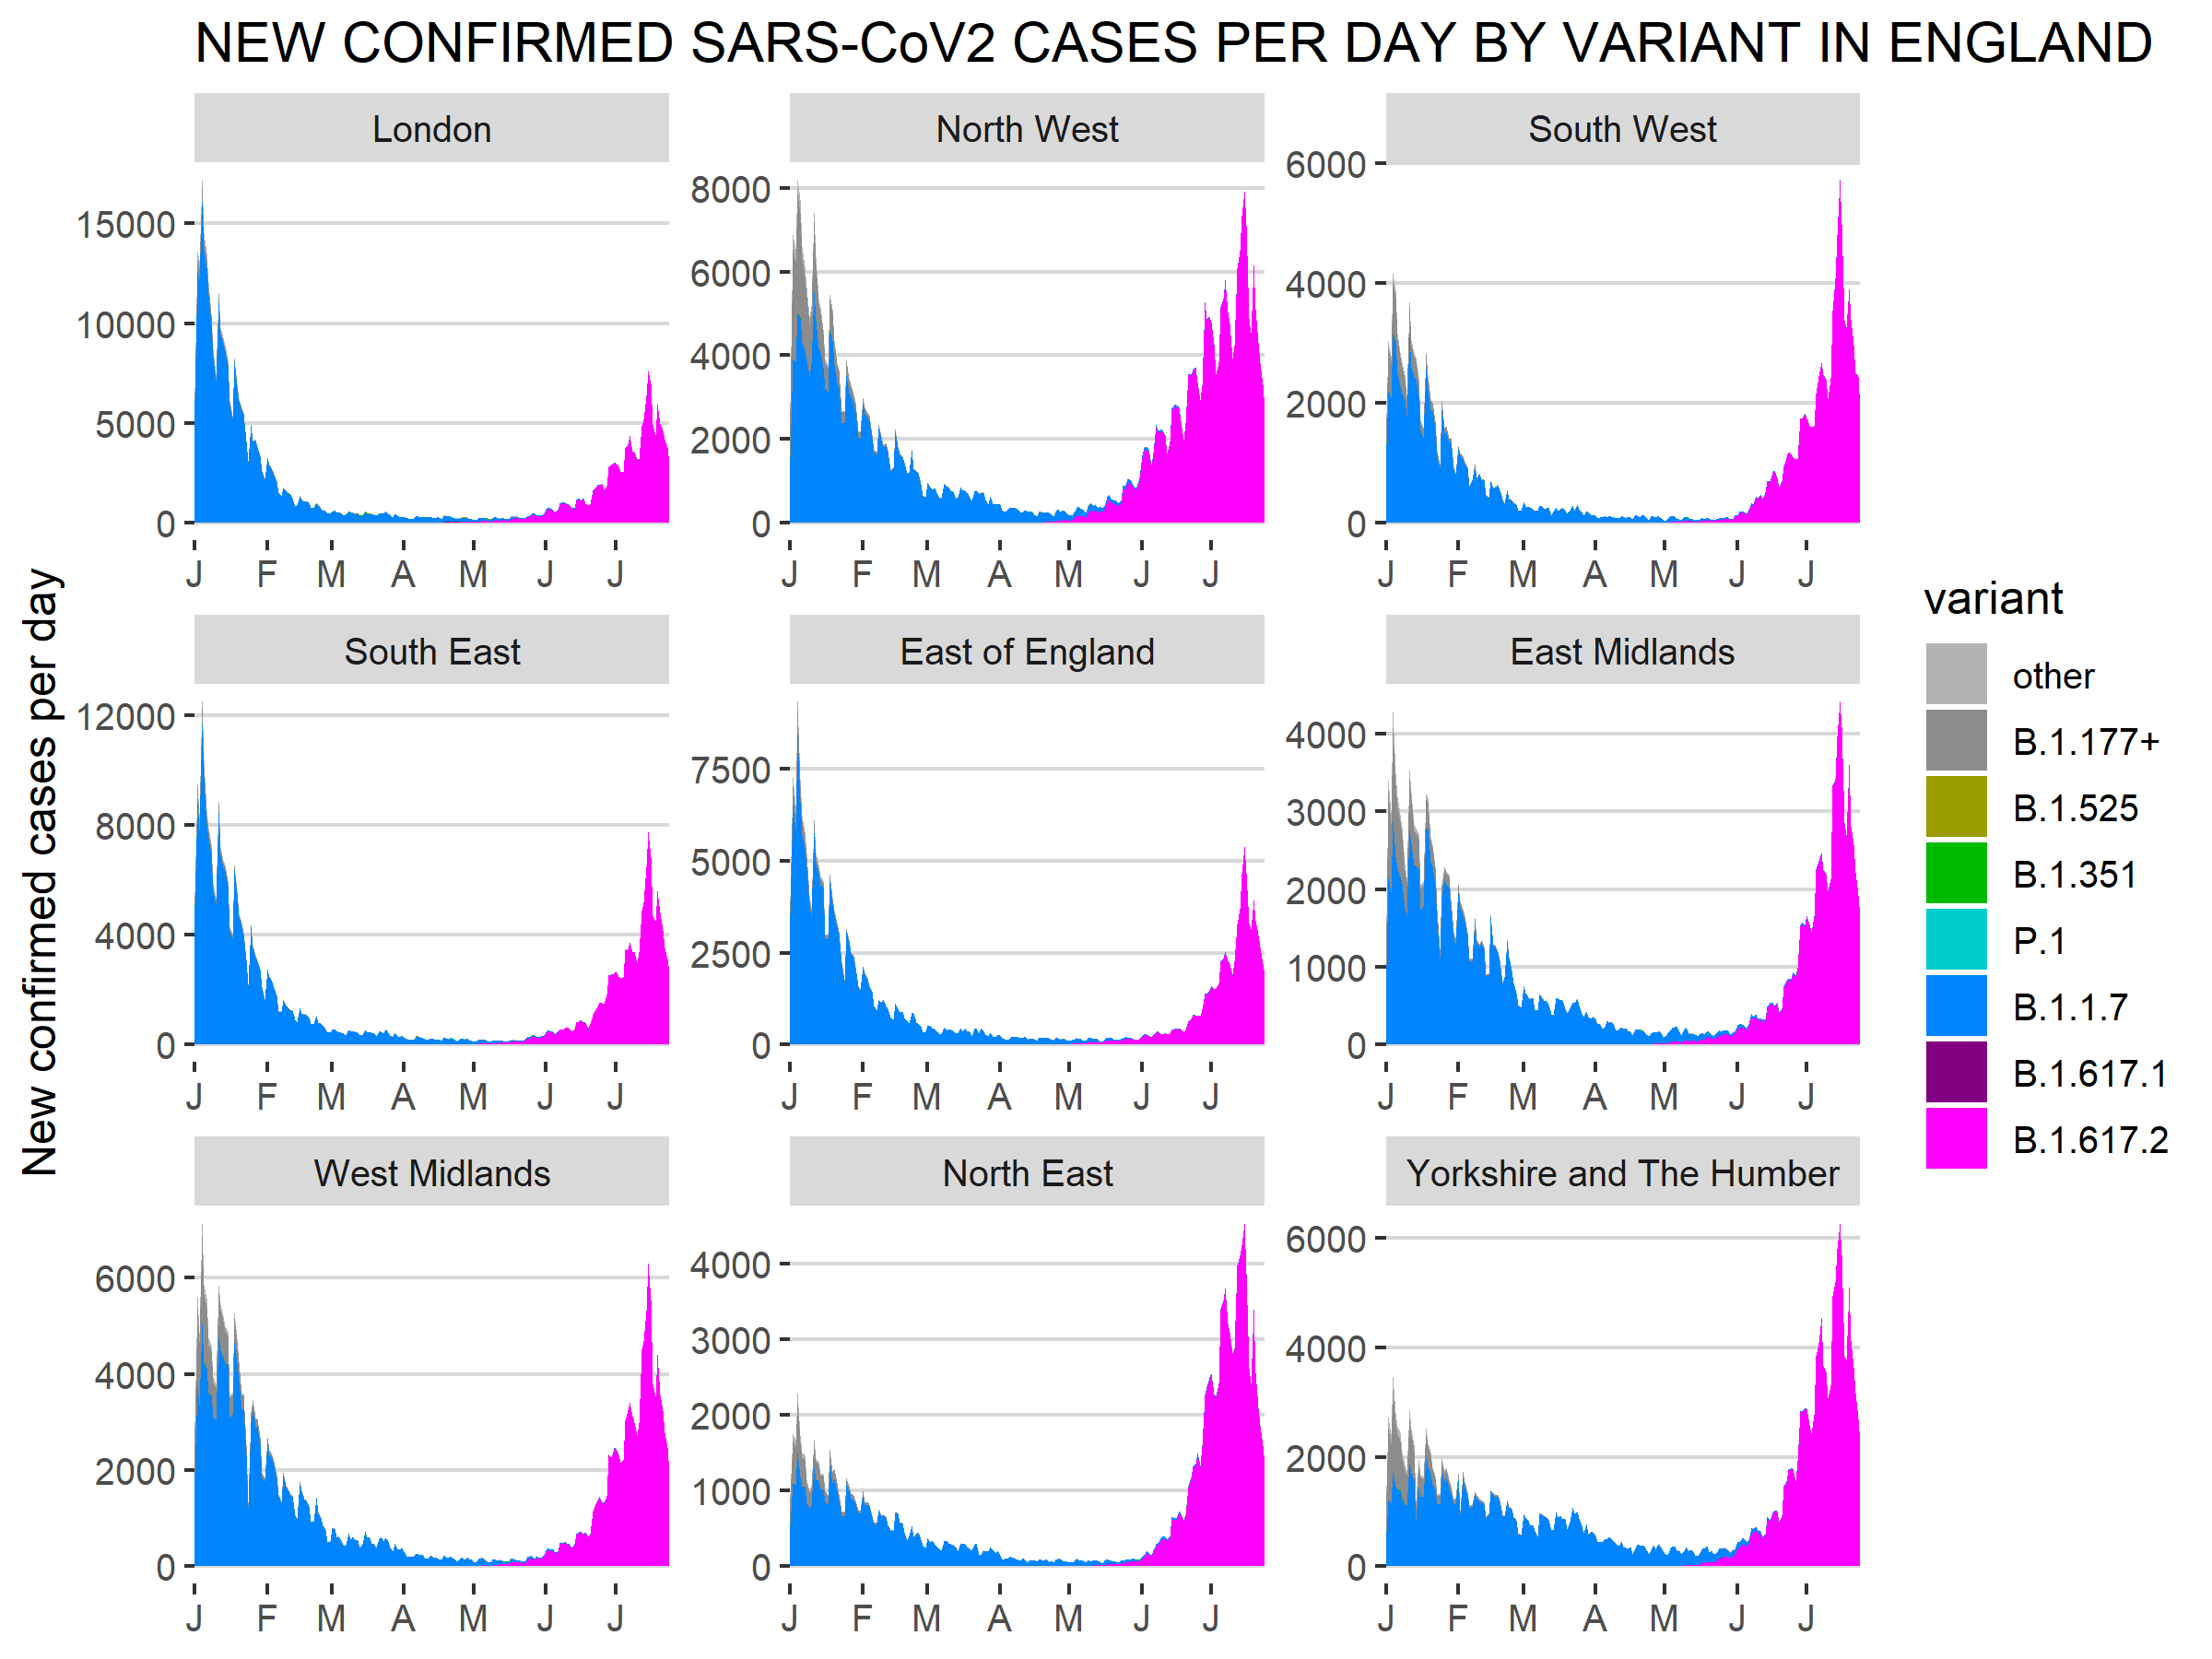 NEW CONFIRMED SARS-CoV2 CASES PER DAY BY VARIANT IN ENGLAND
New confirmed cases per day
London
15000
10000
5000
0
J F M A M J J
North West
8000
6000
4000
2000
0
J F M A M J J
South West
6000
4000
2000
0
J F M A M J J
South East
12000
8000
4000
0
J F M A M J J
East of England
7500
5000
2500
0
J F M A M J J
East Midlands
4000
3000
2000
1000
0
J F M A M J J
West Midlands
6000
4000
2000
0
J F M A M J J
North East
4000
3000
2000
1000
0
J F M A M J J
Yorkshire and The Humber
6000
4000
2000
0
J F M A M J J
variant
other
B.1.177+
B.1.525
B.1.351
P.1
B.1.1.7
B.1.617.1
B.1.617.2